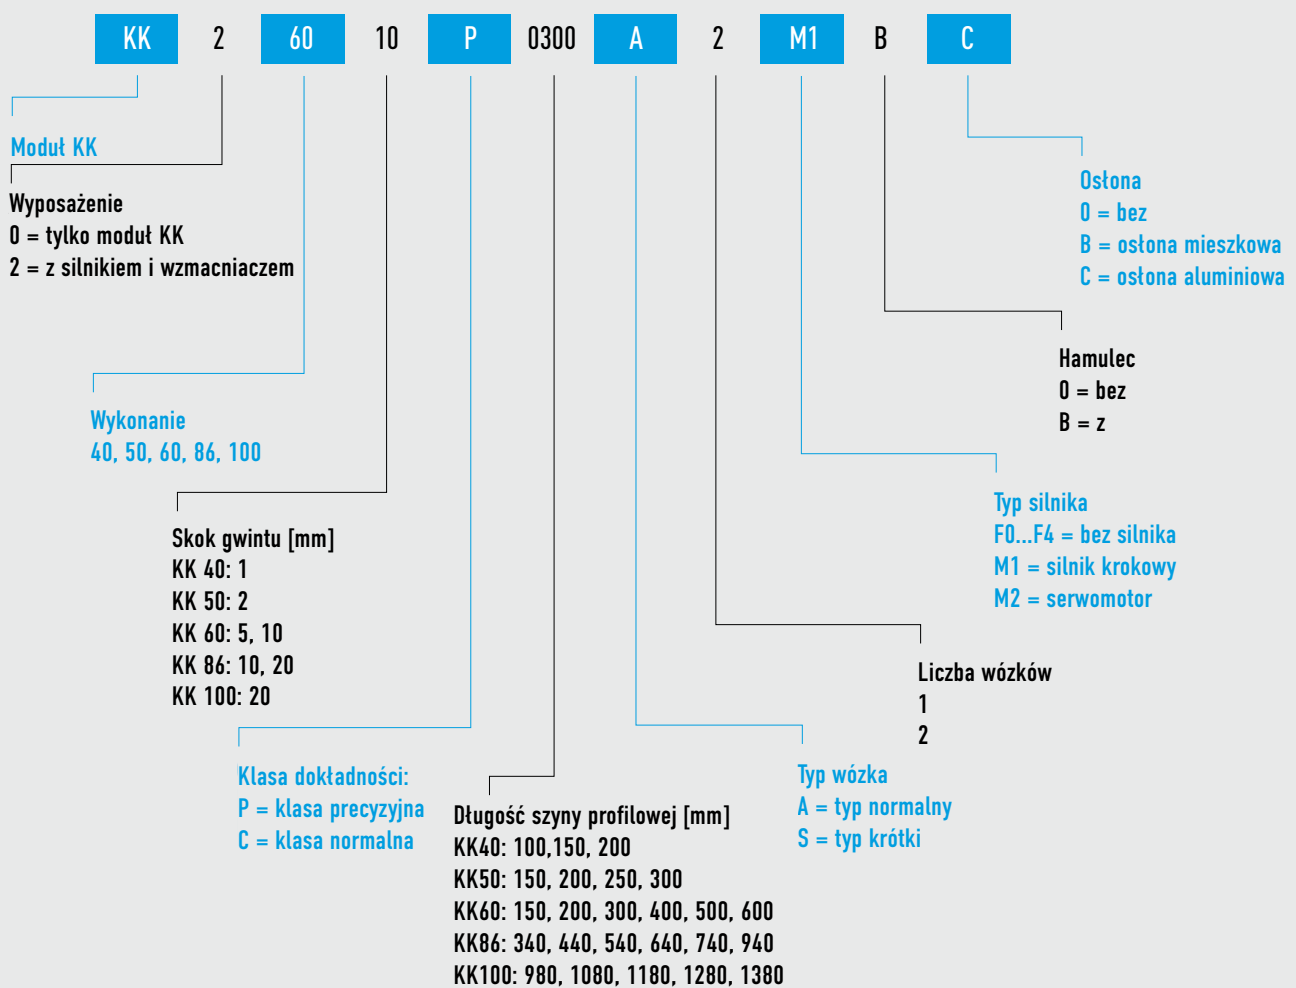 KK 2 60 10 P 0300 A 2 M1 B C
Moduł KK
Wyposażenie
0 = tylko moduł KK
2 = z silnikiem i wzmacniaczem
Wykonanie
40, 50, 60, 86, 100
Skok gwintu [mm]
KK 40: 1
KK 50: 2
KK 60: 5, 10
KK 86: 10, 20
KK 100: 20
Klasa dokładności:
P = klasa precyzyjna
C = klasa normalna
Długość szyny profilowej [mm]
KK40: 100,150, 200
KK50: 150, 200, 250, 300
KK60: 150, 200, 300, 400, 500, 600
KK86: 340, 440, 540, 640, 740, 940
KK100: 980, 1080, 1180, 1280, 1380
Typ wózka
A = typ normalny
S = typ krótki
Liczba wózków
1
2
Typ silnika
F0...F4 = bez silnika
M1 = silnik krokowy
M2 = serwomotor
Hamulec
0 = bez
B = z
Osłona
0 = bez
B = osłona mieszkowa
C = osłona aluminiowa